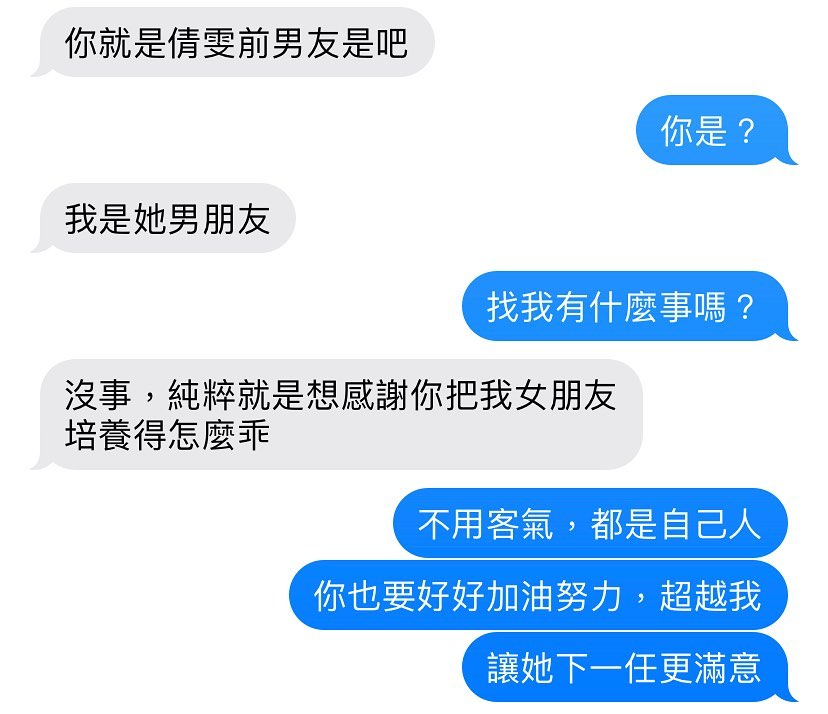 你就是倩雯前男友是吧
你是？
我是她男朋友
找我有什麼事嗎？
沒事，純粹就是想感謝你把我女朋友
培養得怎麼乖
不用客氣，都是自己人
你也要好好加油努力，超越我
讓她下一任更滿意